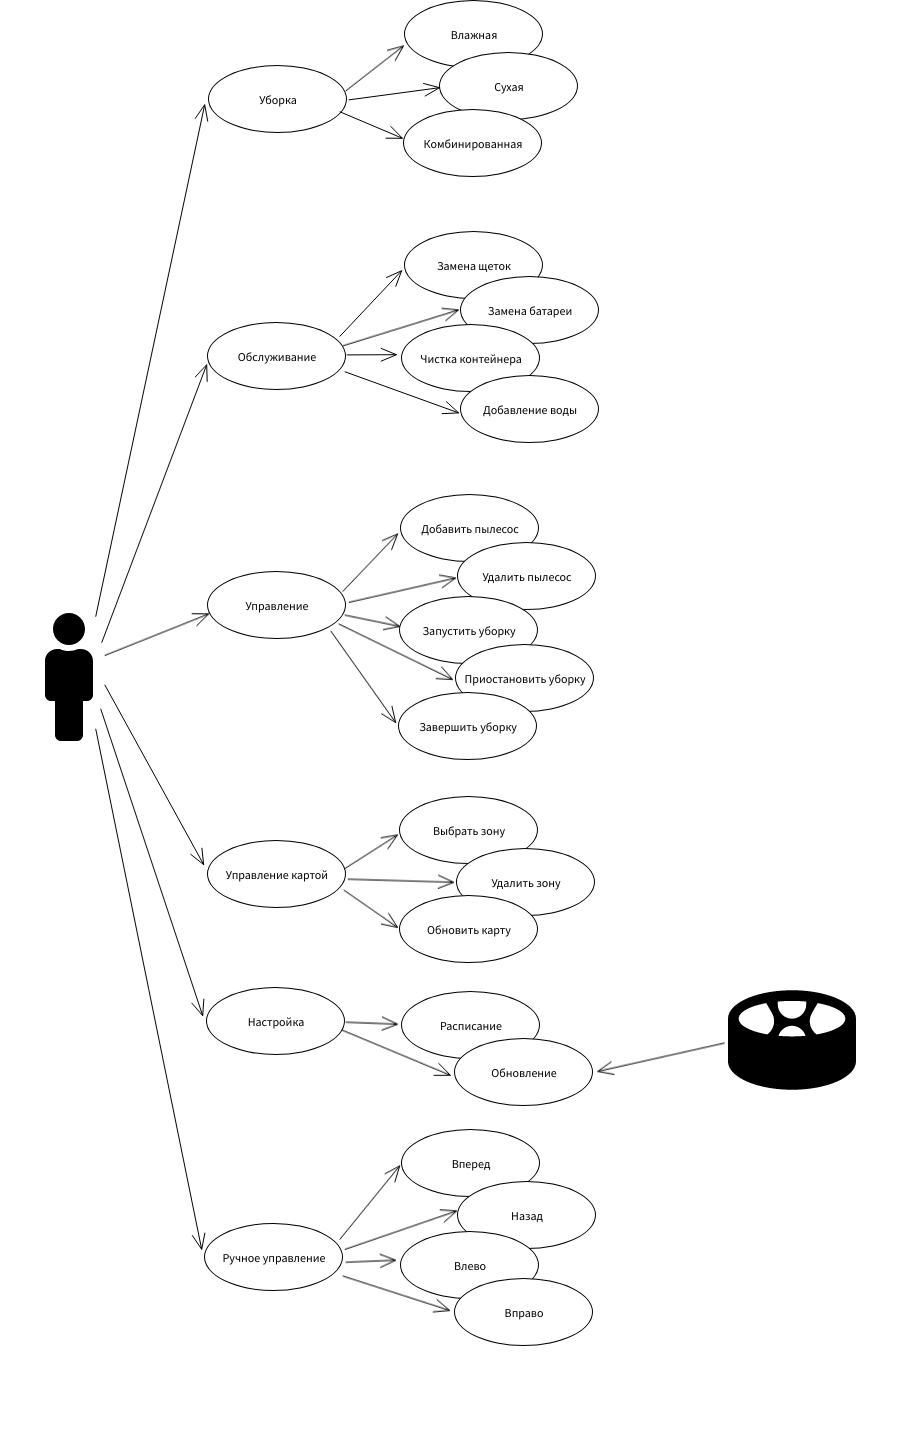 Влажная
Сухая
Уборка
Комбинированная
Замена щеток
Замена батареи
Обслуживание
Чистка контейнера
Добавление воды
Добавить пылесос
Удалить пылесос
Управление
Запустить уборку
Приостановить уборку
Завершить уборку
Выбрать зону
Управление картой
Удалить зону
Обновить карту
Настройка
Расписание
Обновление
Вперед
Назад
Ручное управление
Влево
Вправо